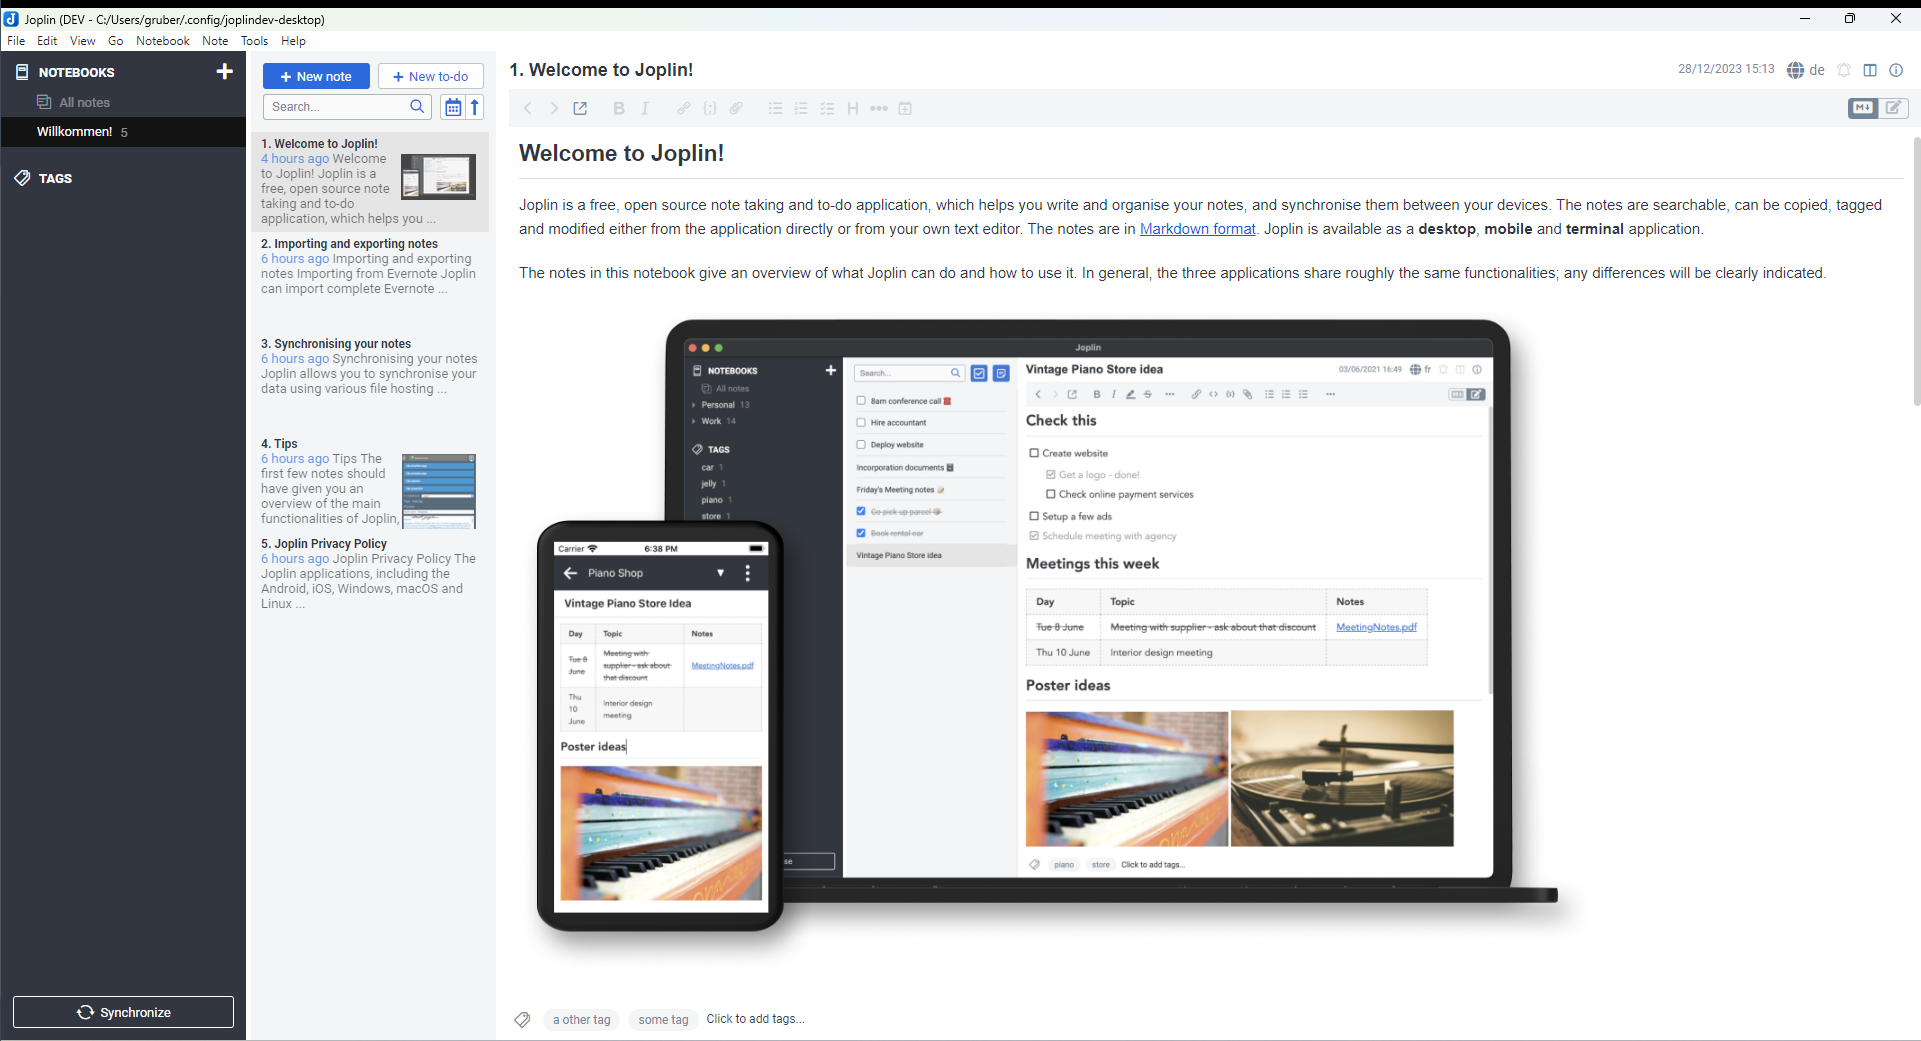 Joplin (DEV - C:/Users/gruber/.config/joplindev-desktop)
File Edit View Go Notebook Note Tools Help
NOTEBOOKS
All notes
Willkommen! 5
TAGS
Synchronize
New note
New to-do
Search...
1. Welcome to Joplin!
4 hours ago Welcome
to Joplin! Joplin is a
free, open source note
taking and to-do
application, which helps you ...
2. Importing and exporting notes
6 hours ago Importing and exporting
notes Importing from Evernote Joplin
can import complete Evernote ...
3. Synchronising your notes
6 hours ago Synchronising your notes
Joplin allows you to synchronise your
data using various file hosting ...
4. Tips
6 hours ago Tips The
first few notes should
have given you an
overview of the main
functionalities of Joplin,
5. Joplin Privacy Policy
6 hours ago Joplin Privacy Policy The
Joplin applications, including the
Android, iOS, Windows, macOS and
Linux ...
1. Welcome to Joplin!
28/12/2023 15:13 de
Welcome to Joplin!
Joplin is a free, open source note taking and to-do application, which helps you write and organise your notes, and synchronise them between your devices. The notes are searchable, can be copied, tagged
and modified either from the application directly or from your own text editor. The notes are in Markdown format. Joplin is available as a desktop, mobile and terminal application.
The notes in this notebook give an overview of what Joplin can do and how to use it. In general, the three applications share roughly the same functionalities; any differences will be clearly indicated.
Joplin
NOTEBOOKS
All notes
Personal 13
Work 14
TAGS
car 1
jelly 1
piano 1
store 1
se
Search...
8am conference call
Hire accountant
Deploy website
Incorporation documents
Friday's Meeting notes
Go pick up parcel
Book rental car
Vintage Piano Store idea
Vintage Piano Store idea
03/06/2021 16:49 fr
Check this
Create website
Get a logo - done!
Check online payment services
Setup a few ads
Schedule meeting with agency
Meetings this week
Day Topic Notes
Tue 8 June Meeting with supplier - ask about that discount MeetingNotes.pdf
Thu 10 June Interior design meeting
Poster ideas
piano store Click to add tags...
Carrier 6:38 PM
Piano Shop
Vintage Piano Store Idea
Day Topic Notes
Tue 8
June
Meeting with
supplier - ask about
that discount
MeetingNotes.pdf
Thu
10
June
Interior design
meeting
Poster ideas
a other tag some tag Click to add tags...